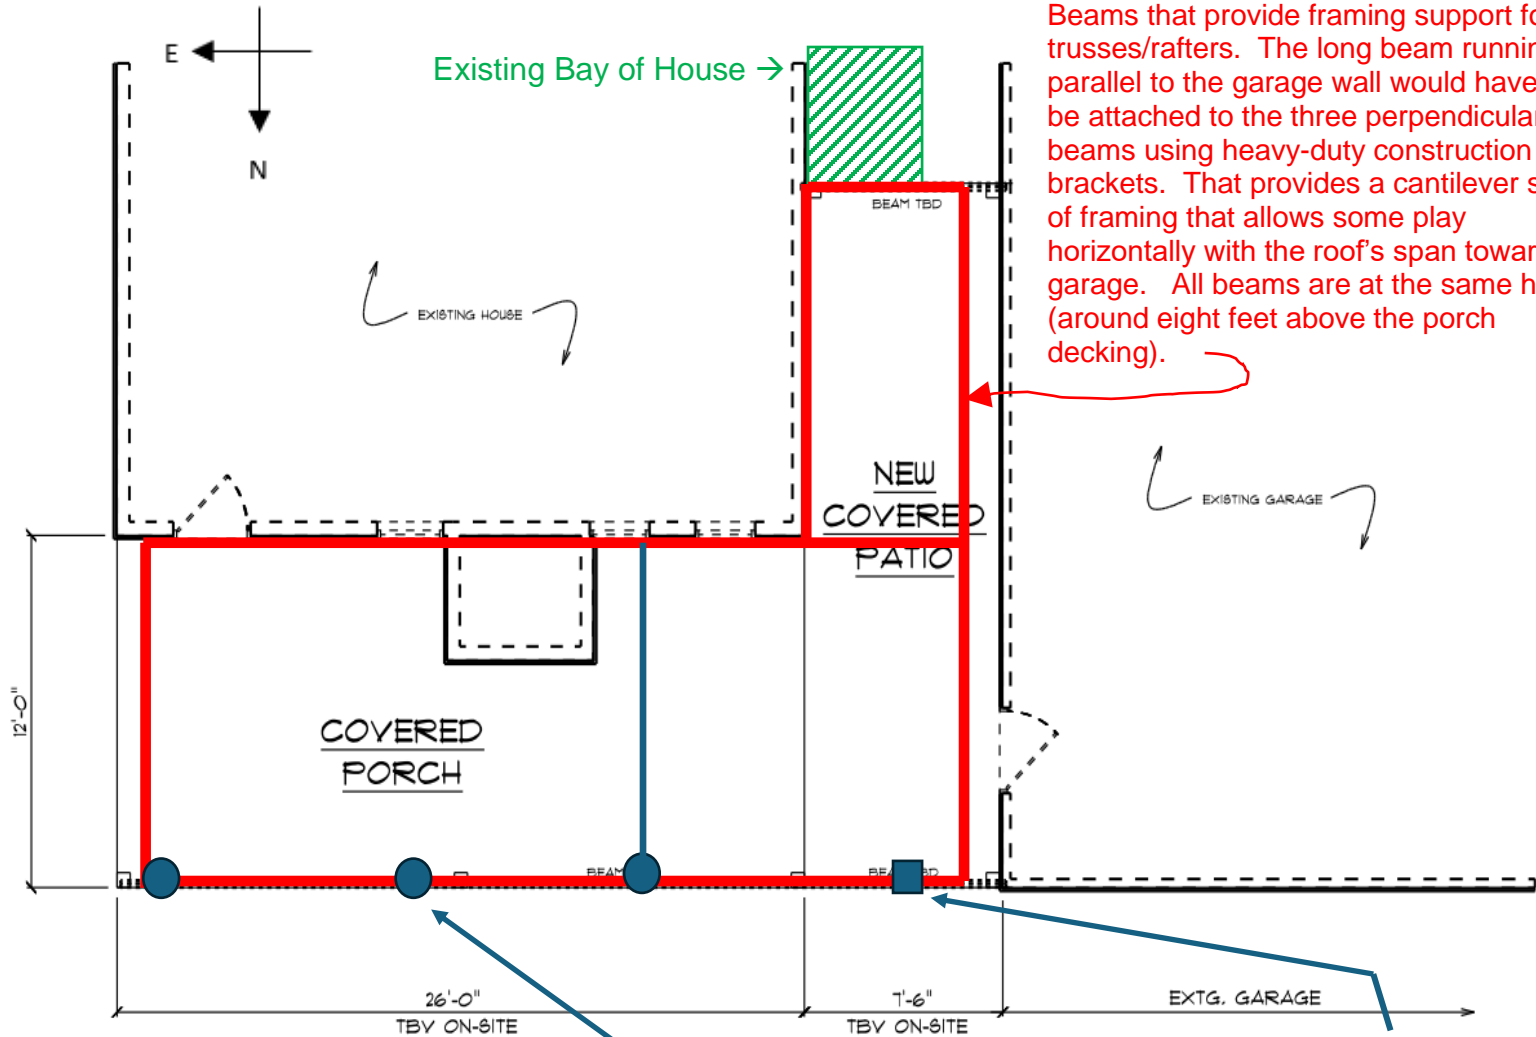 Beams that provide framing support fo
trusses/rafters. The long beam runnin
parallel to the garage wall would have
be attached to the three perpendicular
beams using heavy-duty construction
brackets. That provides a cantilever s
of framing that allows some play
horizontally with the roof's span towar
garage. All beams are at the same h
(around eight feet above the porch
decking).
E
N
Existing Bay of House →
BEAM TBD
EXISTING HOUSE
NEW
COVERED
PATIO
EXISTING GARAGE
12'-0"
COVERED
PORCH
BEAM
BEA BD
26'-0"
TBV ON-SITE
7'-6"
TBV ON-SITE
EXTG. GARAGE